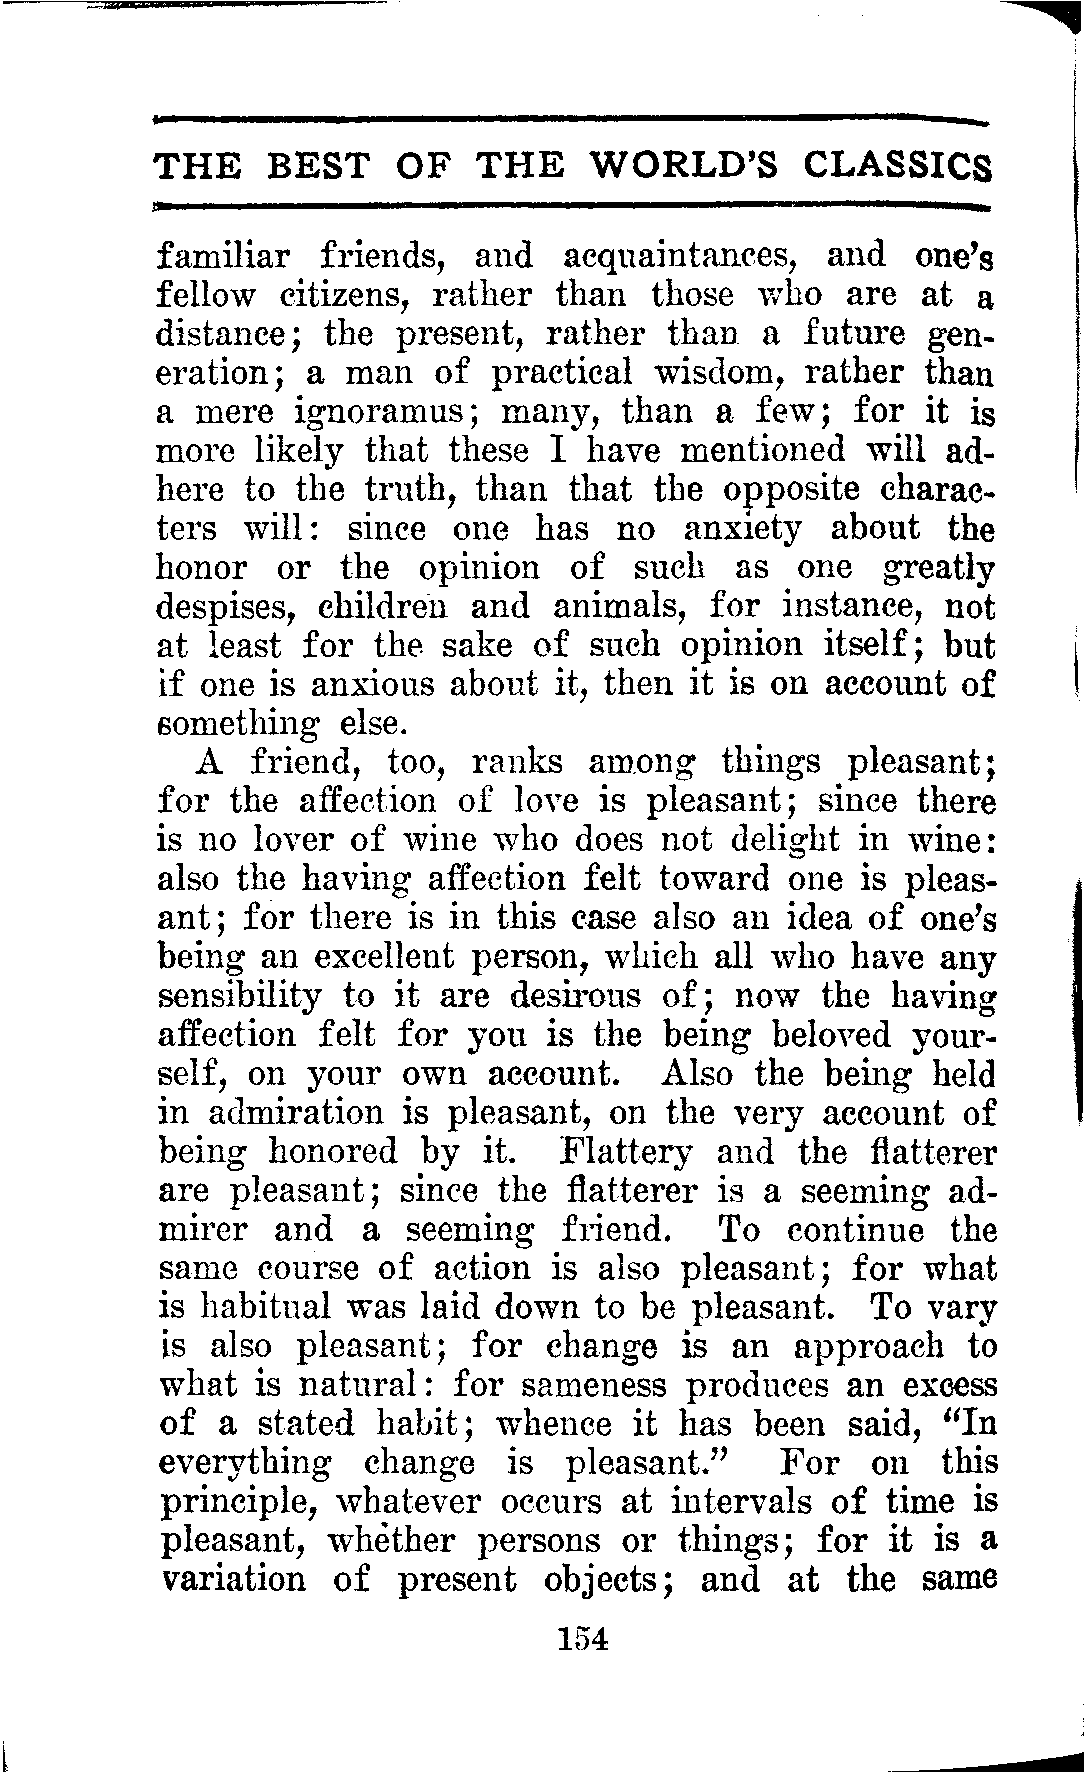 THE BEST OF THE WORLD'S CLASSICS
familiar friends, and acquaintances, and one's
fellow citizens, rather than those who are at a
distance; the present, rather than a future gen-
eration; a man of practical wisdom, rather than
a mere ignoramus; many, than a few; for it is
more likely that these I have mentioned will ad-
here to the truth, than that the opposite charac-
ters will: since one has no anxiety about the
honor or the opinion of such as one greatly
despises, children and animals, for instance, not
at least for the sake of such opinion itself; but
if one is anxious about it, then it is on account of
something else.
A friend, too, ranks among things pleasant;
for the affection of love is pleasant; since there
is no lover of wine who does not delight in wine:
also the having affection felt toward one is pleas-
ant; for there is in this case also an idea of one's
being an excellent person, which all who have any
sensibility to it are desirous of; now the having
affection felt for you is the being beloved your-
self, on your own account. Also the being held
in admiration is pleasant, on the very account of
being honored by it. Flattery and the flatterer
are pleasant; since the flatterer is a seeming ad-
mirer and a seeming friend. To continue the
same course of action is also pleasant; for what
is habitual was laid down to be pleasant. To vary
is also pleasant; for change is an approach to
what is natural: for sameness produces an excess
of a stated habit; whence it has been said, "In
everything change is pleasant." For on this
principle, whatever occurs at intervals of time is
pleasant, whether persons or things; for it is a
variation of present objects; and at the same
154